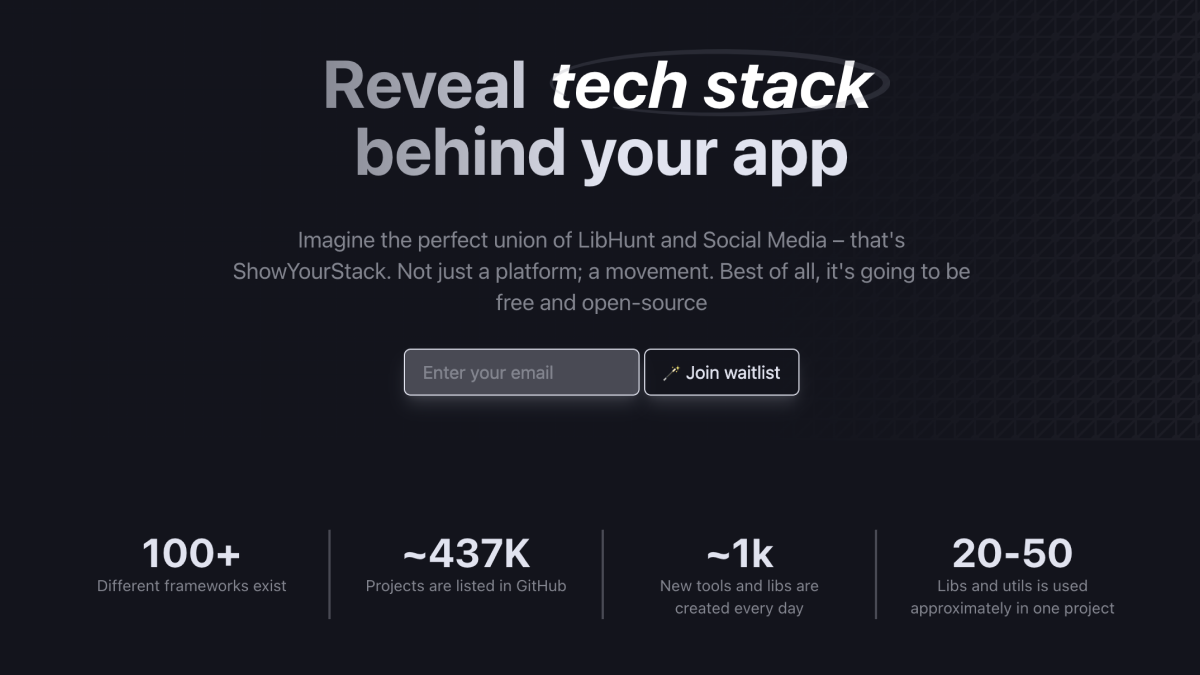 Reveal tech stack
behind your app
Imagine the perfect union of LibHunt and Social Media – that's
ShowYourStack. Not just a platform; a movement. Best of all, it's going to be
free and open-source
Enter your email
🪄 Join waitlist
100+
Different frameworks exist
~437K
Projects are listed in GitHub
~1k
New tools and libs are
created every day
20-50
Libs and utils is used
approximately in one project